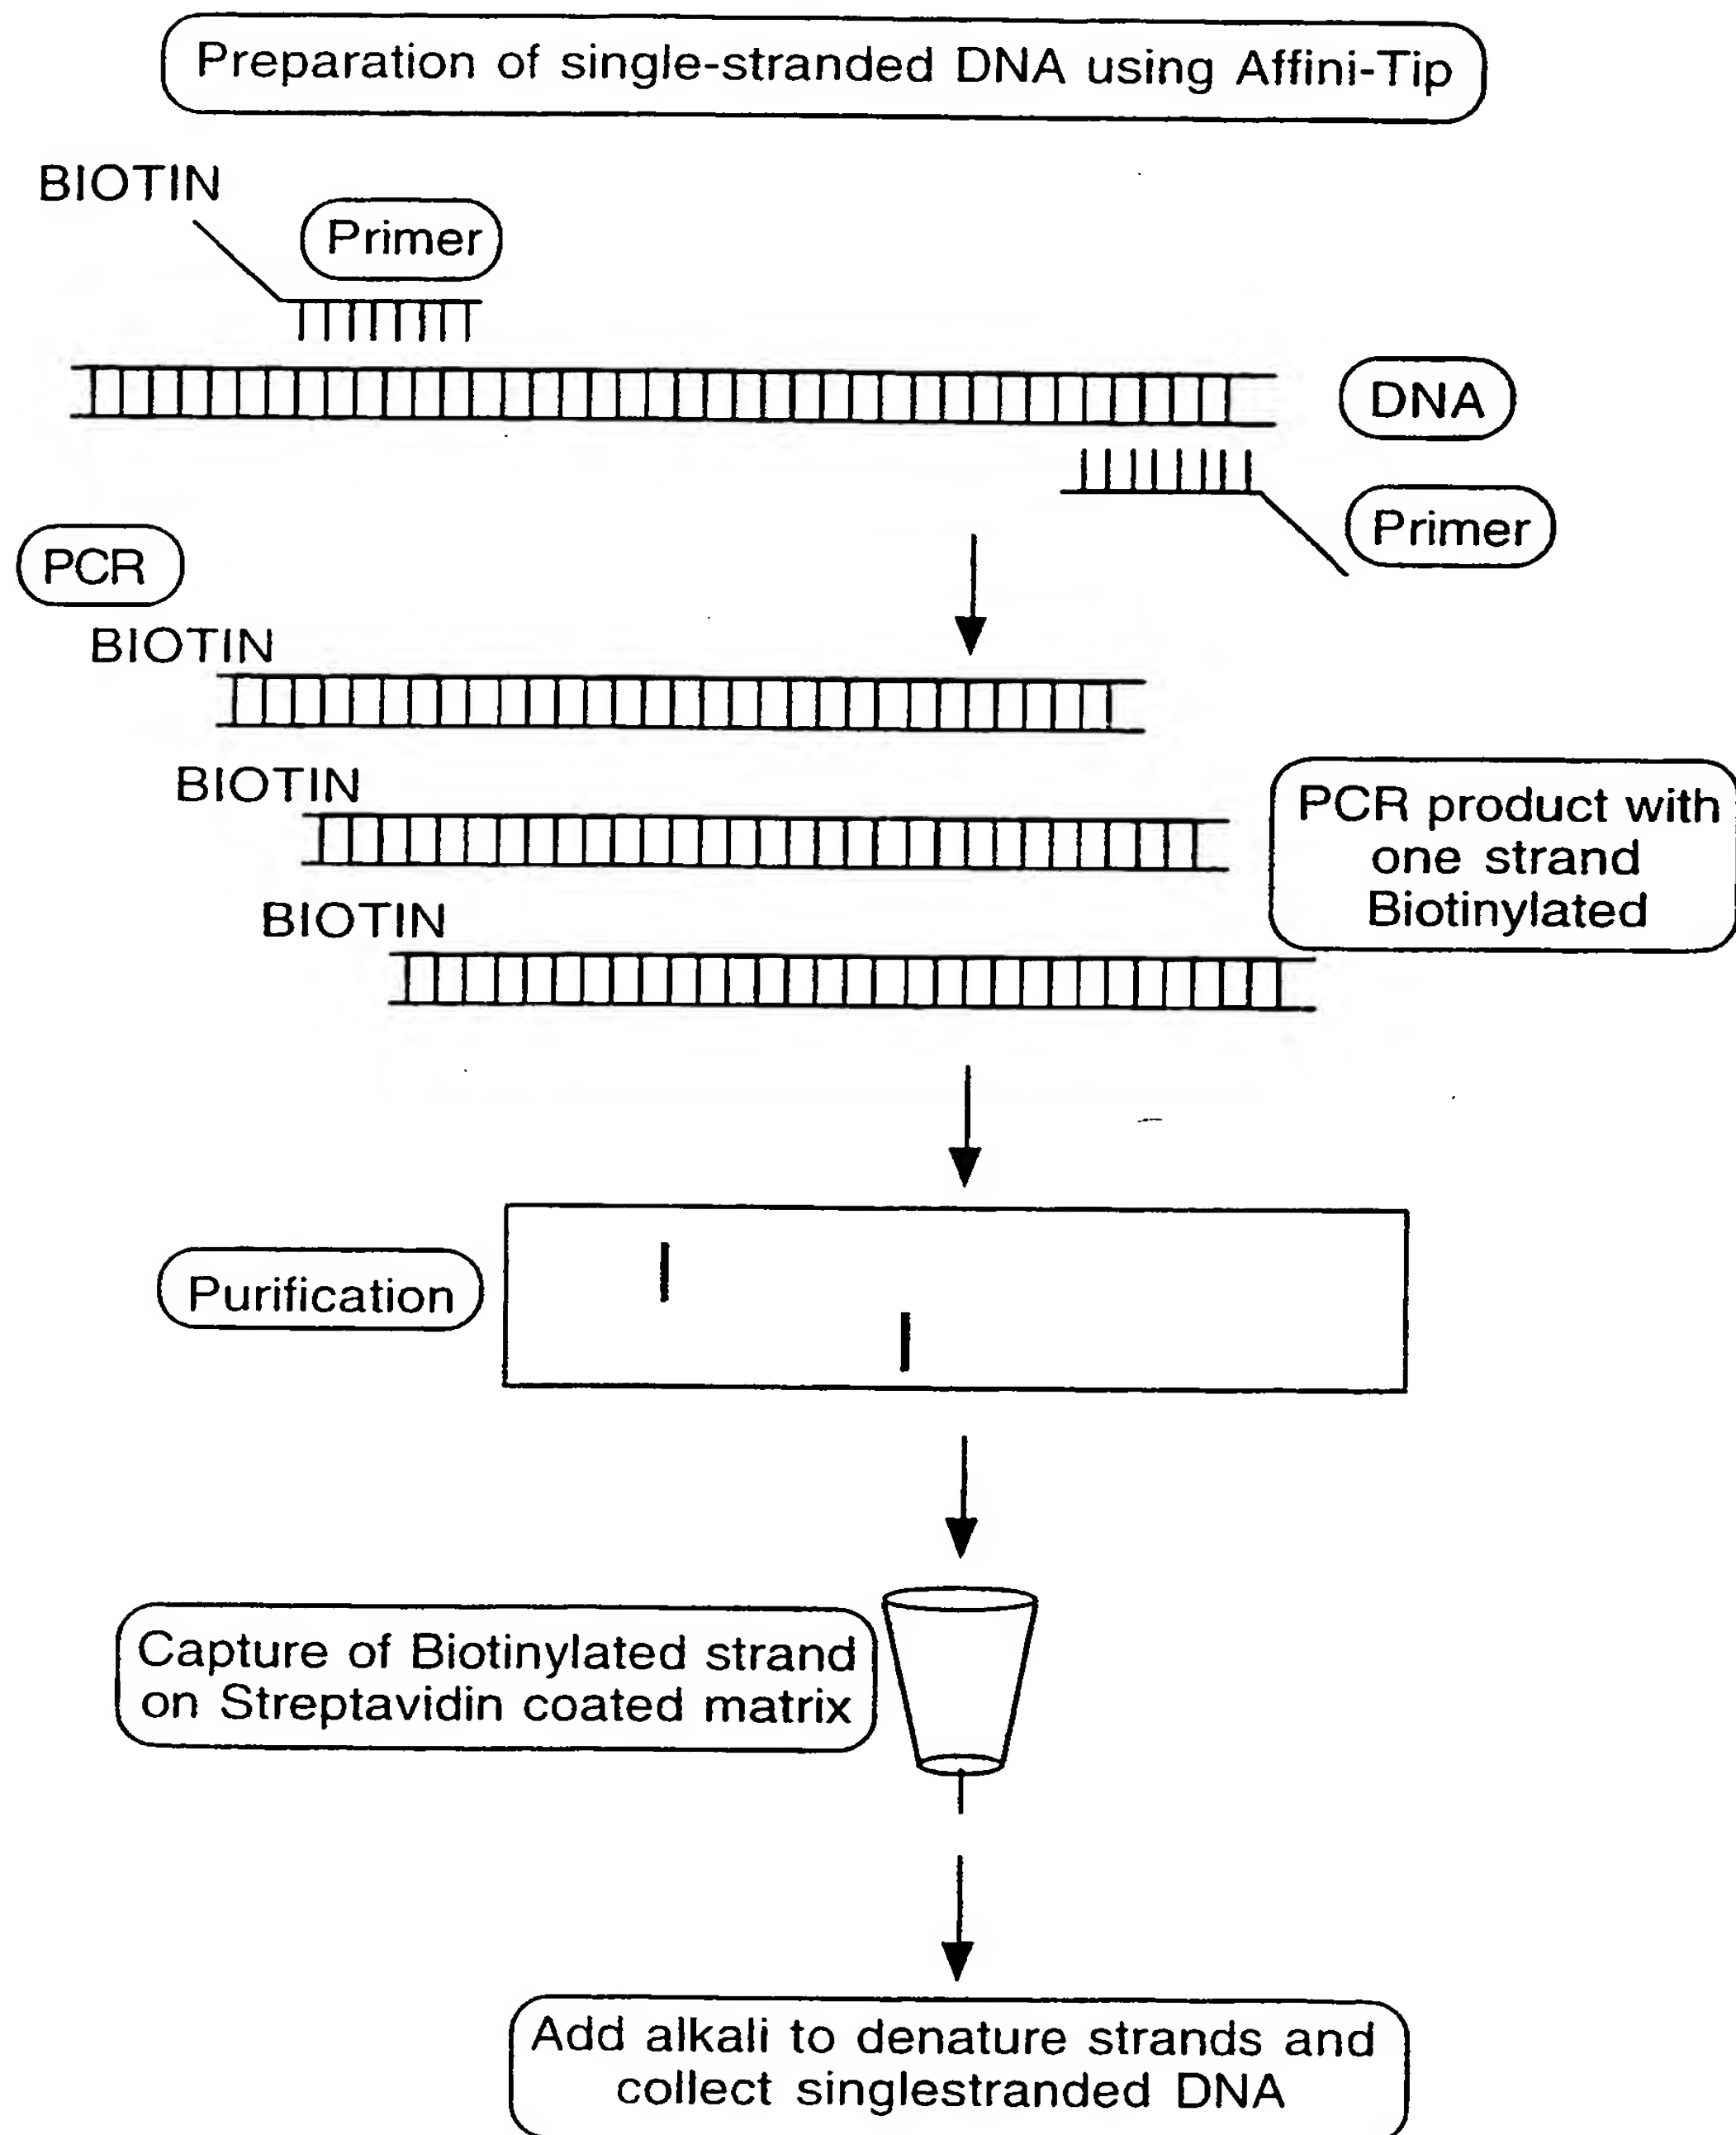 Preparation of single-stranded DNA using Affini-Tip
BIOTIN
Primer
DNA
Primer
PCR
BIOTIN
BIOTIN
PCR product with
one strand
Biotinylated
BIOTIN
Purification
Capture of Biotinylated strand
on Streptavidin coated matrix
Add alkali to denature strands and
collect singlestranded DNA